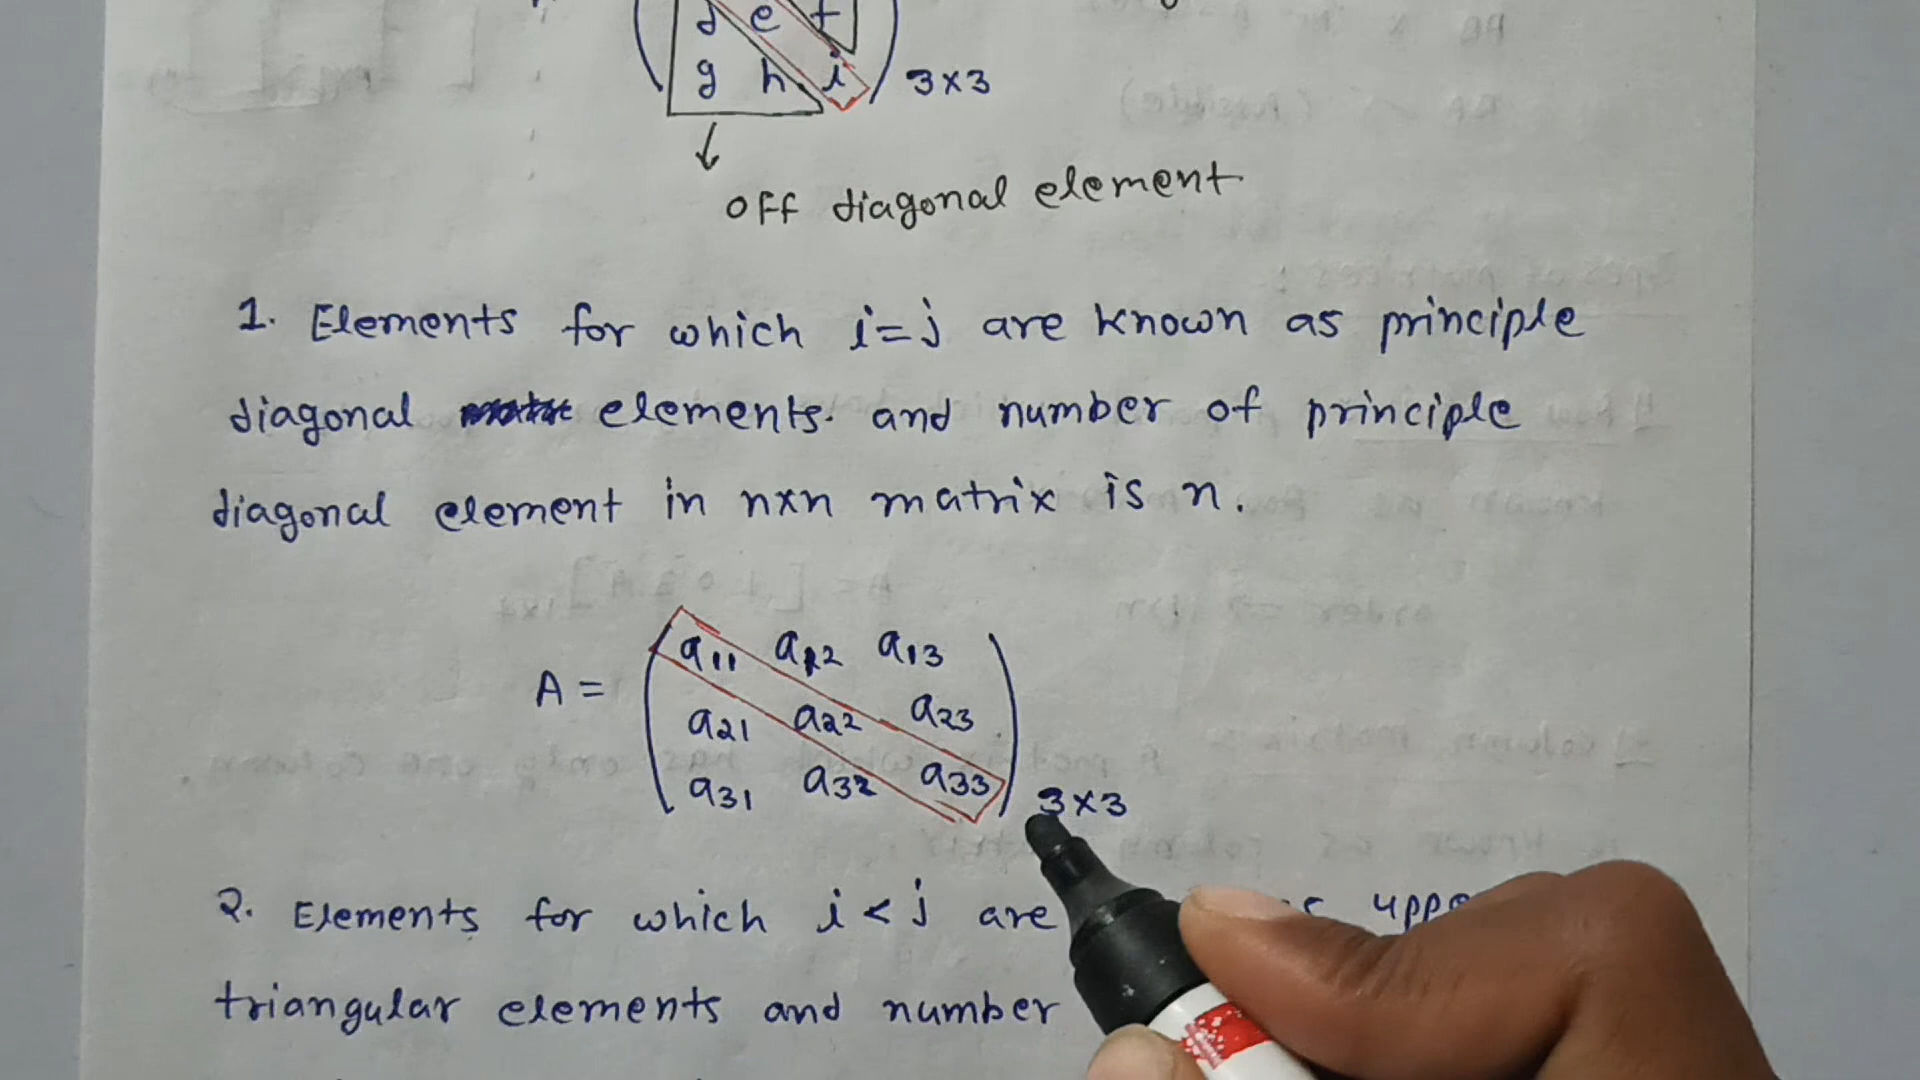 d e f
g h i 3×3
↓
off diagonal element
1. Elements for which i=j are known as principle
diagonal elements. and number of principle
diagonal element in n×n matrix is n.
a11 a12 a13
A = a21 a22 a23
a31 a32 a33 3×3
2. Elements for which i<j are
triangular elements and number